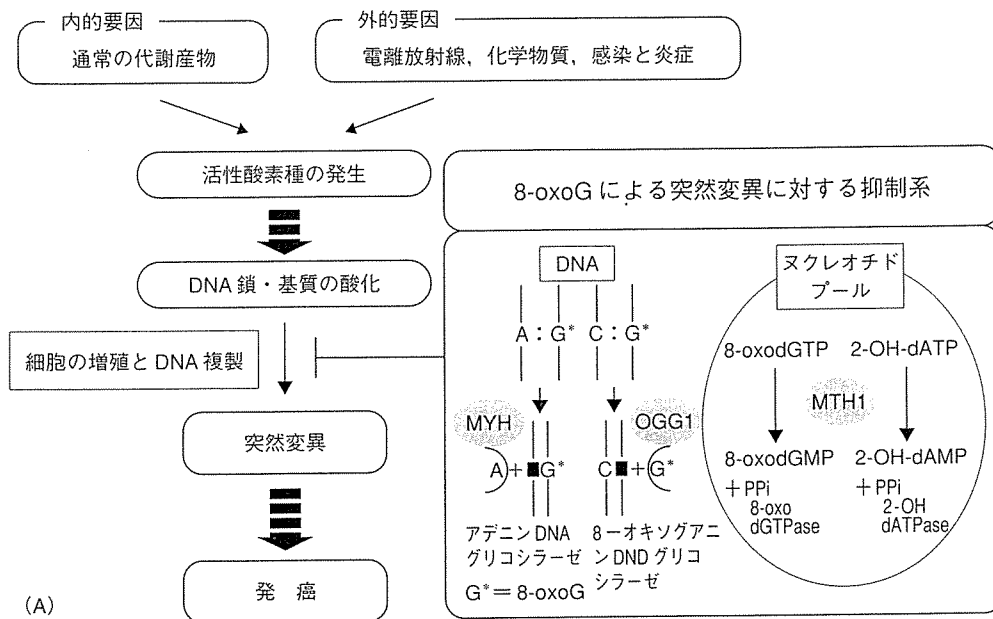 内的要因
通常の代謝産物
外的要因
電離放射線，化学物質，感染と炎症
活性酸素種の発生
DNA 鎖・基質の酸化
細胞の増殖と DNA 複製
突然変異
発 癌
(A)
8-oxoG による突然変異に対する抑制系
DNA
A : G* C : G*
MYH
OGG1
A + ■G* C■ + G*
アデニン DNA
グリコシラーゼ
8-オキソグアニ
ン DND グリコ
シラーゼ
G* = 8-oxoG
ヌクレオチド
プール
8-oxodGTP 2-OH-dATP
MTH1
8-oxodGMP 2-OH-dAMP
+ PPi + PPi
8-oxo 2-OH
dGTPase dATPase